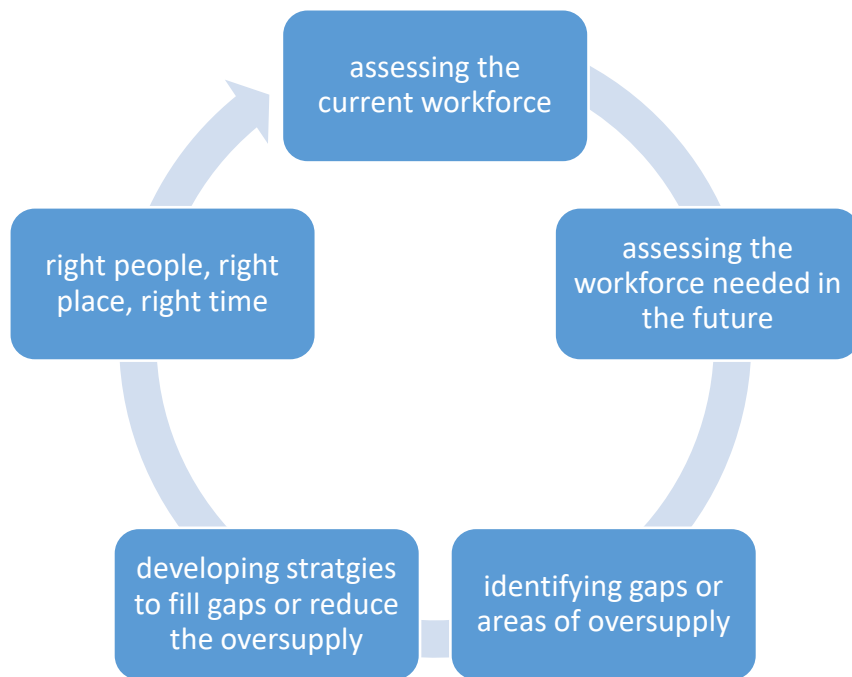 assessing the
current workforce
assessing the
workforce needed in
the future
identifying gaps or
areas of oversupply
developing stratgies
to fill gaps or reduce
the oversupply
right people, right
place, right time